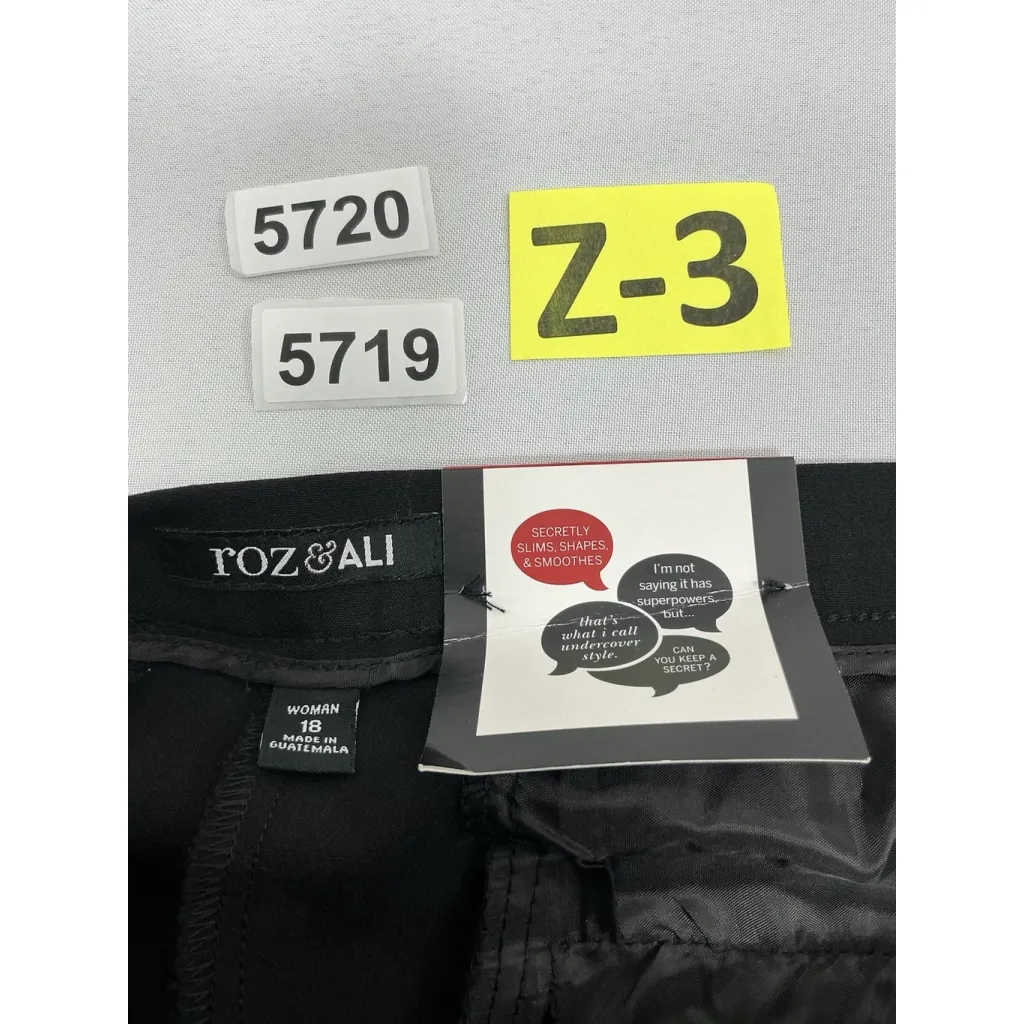 5720
Z-3
5719
roz&ALI
SECRETLY
SLIMS, SHAPES,
& SMOOTHES
I'm not
saying it has
superpowers,
but...
that's
what i call
undercover
style.
CAN
YOU KEEP A
SECRET?
WOMAN
18
MADE IN
GUATEMALA